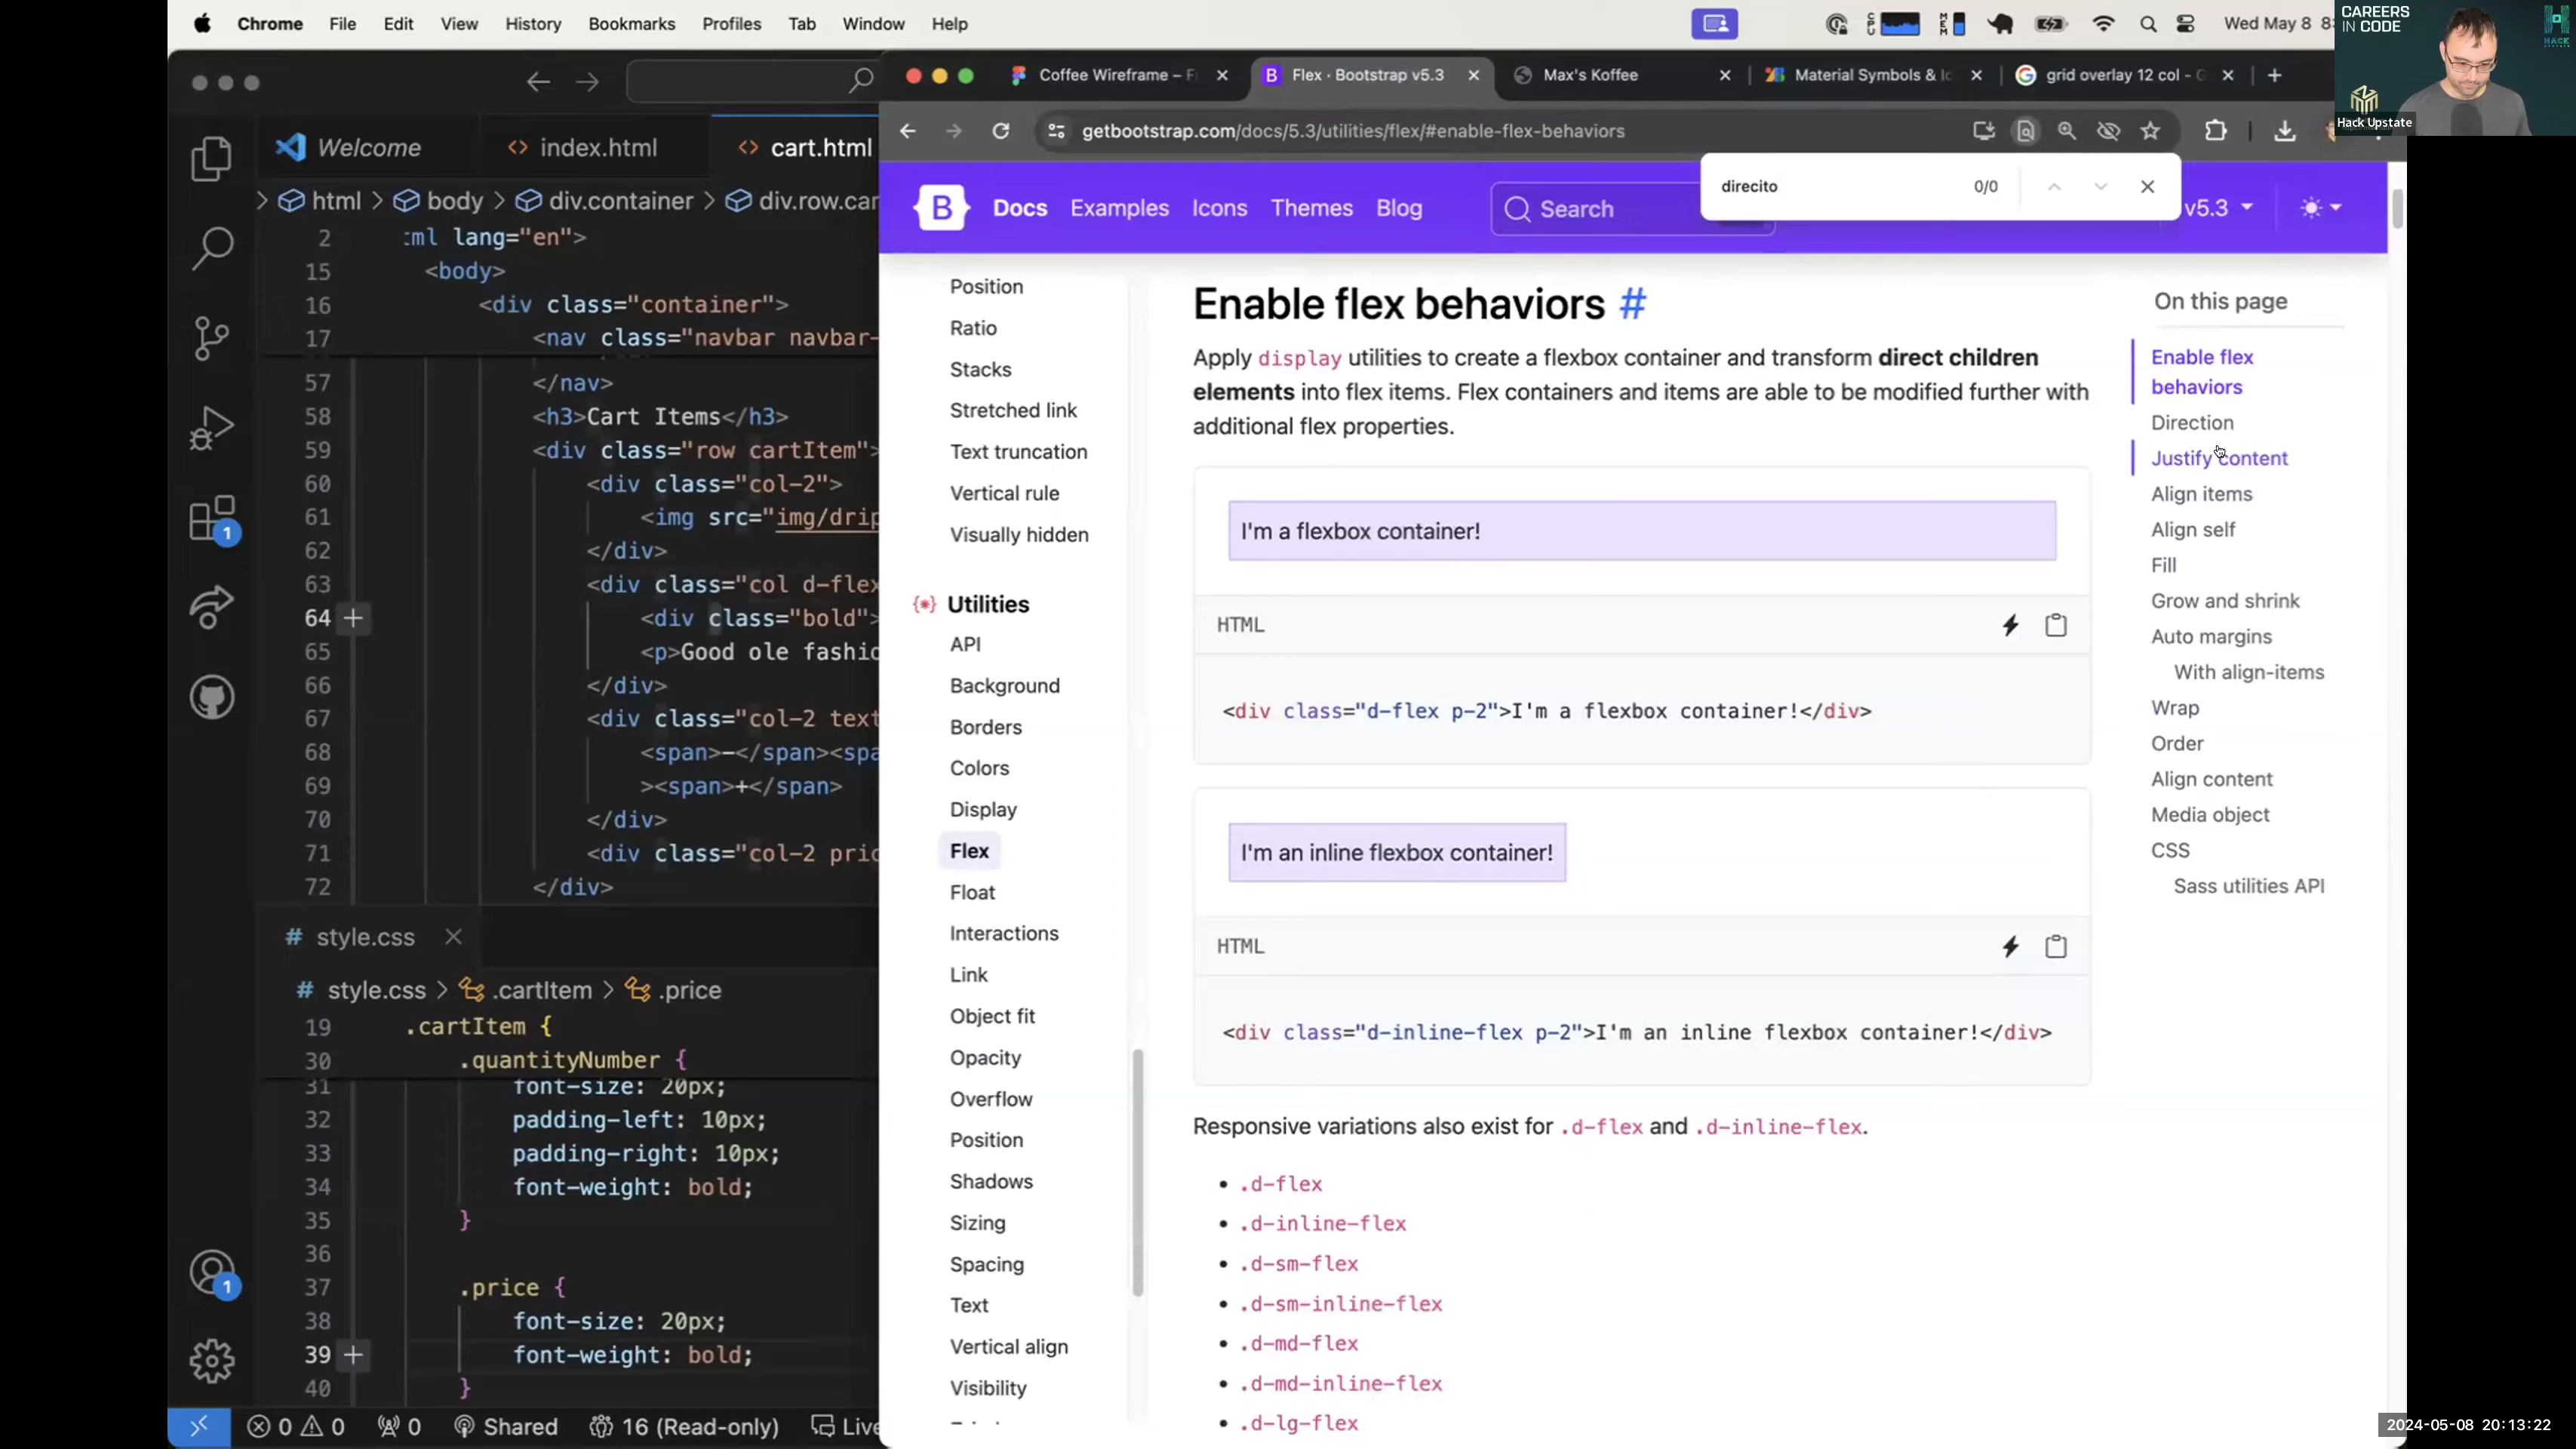 Chrome File Edit View History Bookmarks Profiles Tab Window Help
CPU
MEM
Wed May 8
CAREERS
IN CODE
HACK
Hack Upstate
Welcome
index.html
cart.html
html
body
div.container
2 lang="en">
15 <body>
16 <div class="container">
17 <nav class="navbar
57 </nav>
58 <h3>Cart Items</h3>
59 <div class="row cartItem">
60 <div class="col-2">
61 <img src="img/drip
62 </div>
63 <div class="col d-flex
64 <div class="bold">
65 <p>Good ole
66 </div>
67 <div class="col-2
68 <span>-</span>
69 ><span>+</span>
70 </div>
71 <div class="col-2
72 </div>
style.css
style.css > .cartItem > .price
19 .cartItem {
30 .quantityNumber {
31 font-size: 20px;
32 padding-left: 10px;
33 padding-right: 10px;
34 font-weight: bold;
35 }
36
37 .price {
38 font-size: 20px;
39 font-weight: bold;
40 }
0 0 0 Shared 16 (Read-only) Live
1
1
Coffee Wireframe –
Flex · Bootstrap v5.3
Max's Koffee
Material Symbols &
grid overlay 12 col -
getbootstrap.com/docs/5.3/utilities/flex/#enable-flex-behaviors
direcito 0/0
B Docs Examples Icons Themes Blog Search v5.3
Position
Ratio
Stacks
Stretched link
Text truncation
Vertical rule
Visually hidden
Utilities
API
Background
Borders
Colors
Display
Flex
Float
Interactions
Link
Object fit
Opacity
Overflow
Position
Shadows
Sizing
Spacing
Text
Vertical align
Visibility
Enable flex behaviors #
Apply display utilities to create a flexbox container and transform direct children
elements into flex items. Flex containers and items are able to be modified further with
additional flex properties.
I'm a flexbox container!
HTML
<div class="d-flex p-2">I'm a flexbox container!</div>
I'm an inline flexbox container!
HTML
<div class="d-inline-flex p-2">I'm an inline flexbox container!</div>
Responsive variations also exist for .d-flex and .d-inline-flex.
• .d-flex
• .d-inline-flex
• .d-sm-flex
• .d-sm-inline-flex
• .d-md-flex
• .d-md-inline-flex
• .d-lg-flex
On this page
Enable flex
behaviors
Direction
Justify content
Align items
Align self
Fill
Grow and shrink
Auto margins
With align-items
Wrap
Order
Align content
Media object
CSS
Sass utilities API
2024-05-08 20:13:22